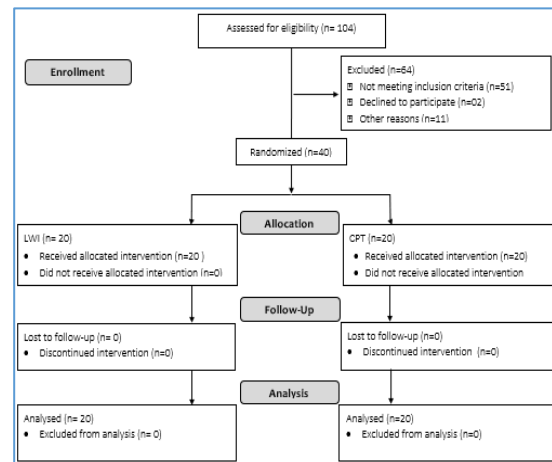 Assessed for eligibility (n= 104)
Enrollment
Excluded (n=64)
Not meeting inclusion criteria (n=51)
Declined to participate (n=02)
Other reasons (n=11)
Randomized (n=40)
Allocation
LWI (n= 20)
• Received allocated intervention (n=20 )
• Did not receive allocated intervention (n=0)
CPT (n=20)
• Received allocated intervention (n=20)
• Did not receive allocated intervention
Follow-Up
Lost to follow-up (n= 0)
• Discontinued intervention (n=0)
Lost to follow-up (n=0)
• Discontinued intervention (n=0)
Analysis
Analysed (n= 20)
• Excluded from analysis (n= 0)
Analysed (n=20)
• Excluded from analysis (n=0)